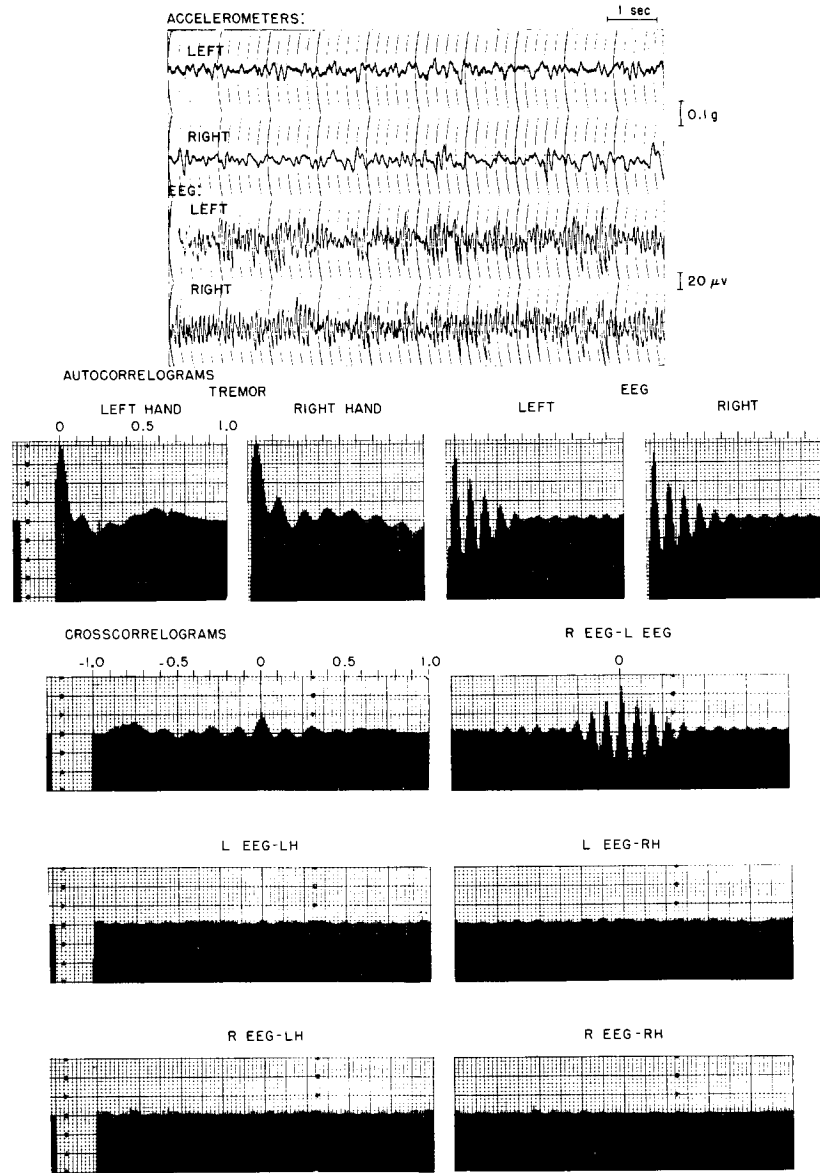 ACCELEROMETERS:
1 sec
LEFT
0.1g
RIGHT
EEG:
LEFT
20 μv
RIGHT
AUTOCORRELOGRAMS
TREMOR
EEG
LEFT HAND
RIGHT HAND
LEFT
RIGHT
0 0.5 1.0
CROSSCORRELOGRAMS
R EEG-L EEG
-1.0 -0.5 0 0.5 1.0
0
L EEG-LH
L EEG-RH
R EEG-LH
R EEG-RH